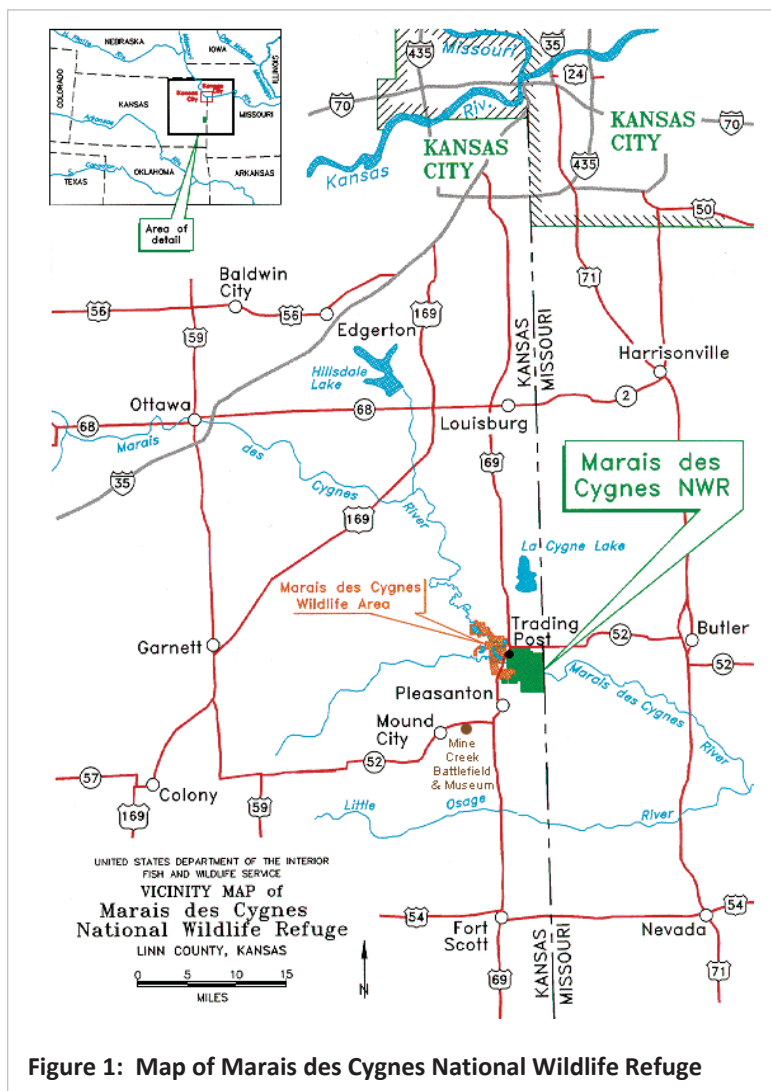 NEBRASKA
IOWA
ILLINOIS
COLORADO
KANSAS
Kansas
City
Kansas
City
MISSOURI
Arkansas
Riv.
Canadian
OKLAHOMA
TEXAS
ARKANSAS
Area of
detail
435
Missouri
35
24
70
Riv.
70
KANSAS
CITY
KANSAS
CITY
435
Kansas
50
71
Baldwin
City
56
56
169
59
Edgerton
Hillsdale
Lake
KANSAS
MISSOURI
Harrisonville
2
Ottawa
68
68
Louisburg
Marais
des
Cygnes
River
35
69
169
Marais des
Cygnes NWR
La Cygne Lake
Marais des Cygnes
Wildlife Area
Trading
Post
52
Butler
52
Garnett
Marais des Cygnes
River
Pleasanton
Mound
City
52
Mine
Creek
Battlefield
& Museum
57
Colony
169
59
Little
Osage
River
UNITED STATES DEPARTMENT OF THE INTERIOR
FISH AND WILDLIFE SERVICE
VICINITY MAP of
Marais des Cygnes
National Wildlife Refuge
LINN COUNTY, KANSAS
0 5 10 15
MILES
N
54
Fort
Scott
54
Nevada
69
71
KANSAS
MISSOURI
Figure 1: Map of Marais des Cygnes National Wildlife Refuge